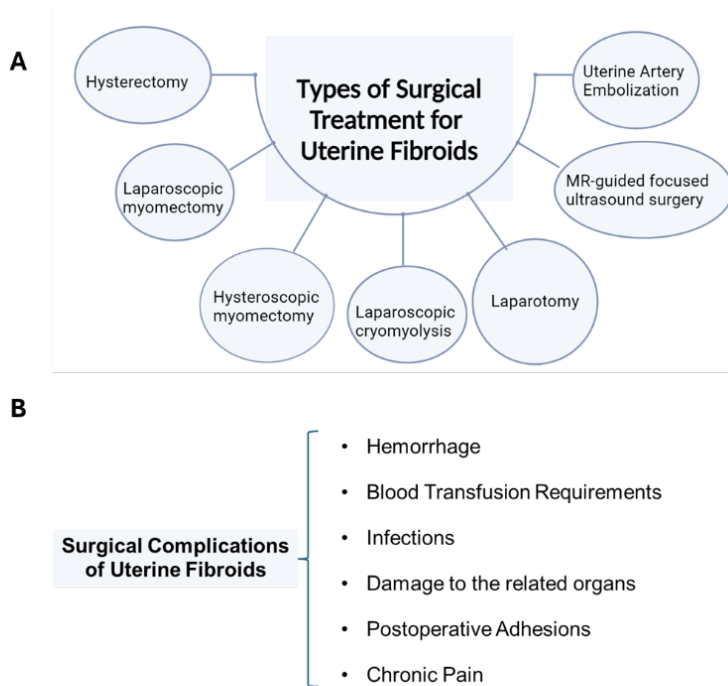 A
Types of Surgical
Treatment for
Uterine Fibroids
Hysterectomy
Laparoscopic
myomectomy
Hysteroscopic
myomectomy
Laparoscopic
cryomyolysis
Laparotomy
MR-guided focused
ultrasound surgery
Uterine Artery
Embolization
B
Surgical Complications
of Uterine Fibroids
• Hemorrhage
• Blood Transfusion Requirements
• Infections
• Damage to the related organs
• Postoperative Adhesions
• Chronic Pain